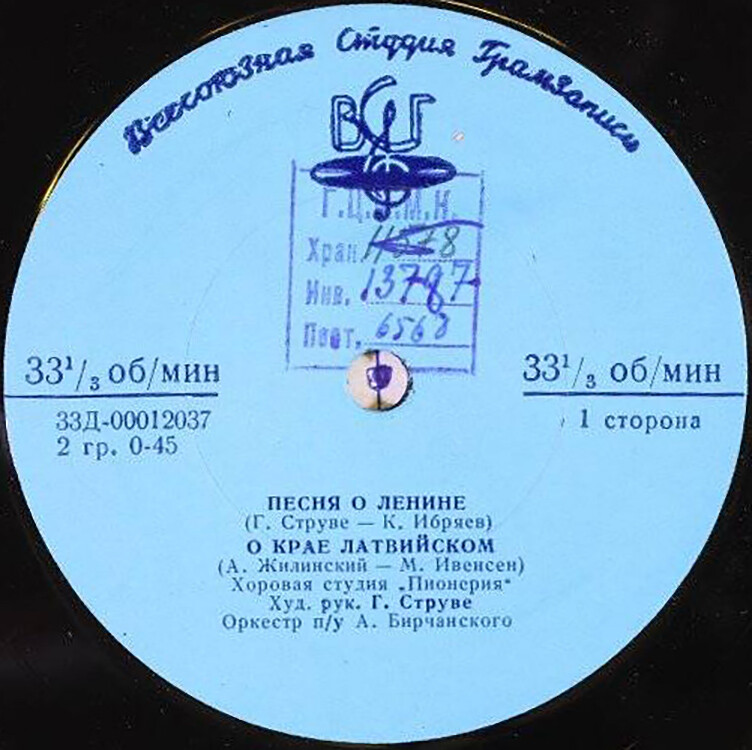 Всесоюзная Студия Грамзаписи
ВСГ
Хран. 11578
Инв. 13787
Пост. 6568
33¹/₃ об/мин
33¹/₃ об/мин
33Д-00012037
1 сторона
2 гр. 0-45
ПЕСНЯ О ЛЕНИНЕ
(Г. Струве — К. Ибряев)
О КРАЕ ЛАТВИЙСКОМ
(А. Жилинский — М. Ивенсен)
Хоровая студия „Пионерия“
Худ. рук. Г. Струве
Оркестр п/у А. Бирчанского